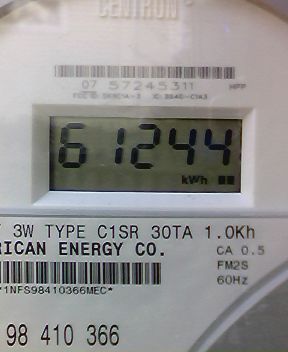 CENTRON
07 57245311
61244
kWh
3W TYPE C1SR 30TA 1.0Kh
RICAN ENERGY CO.
CA 0.5
FM2S
60Hz
*1NFS98410366MEC*
98 410 366